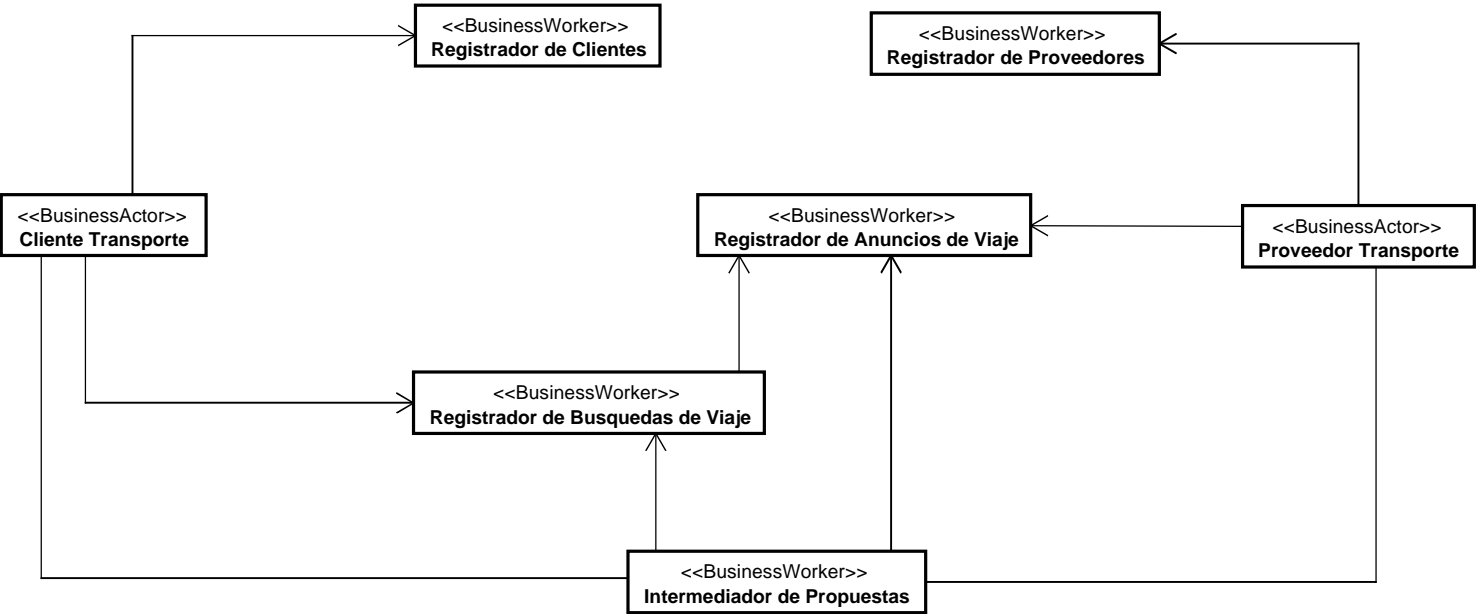 <<BusinessWorker>>
Registrador de Clientes
<<BusinessWorker>>
Registrador de Proveedores
<<BusinessActor>>
Cliente Transporte
<<BusinessWorker>>
Registrador de Anuncios de Viaje
<<BusinessActor>>
Proveedor Transporte
<<BusinessWorker>>
Registrador de Busquedas de Viaje
<<BusinessWorker>>
Intermediador de Propuestas